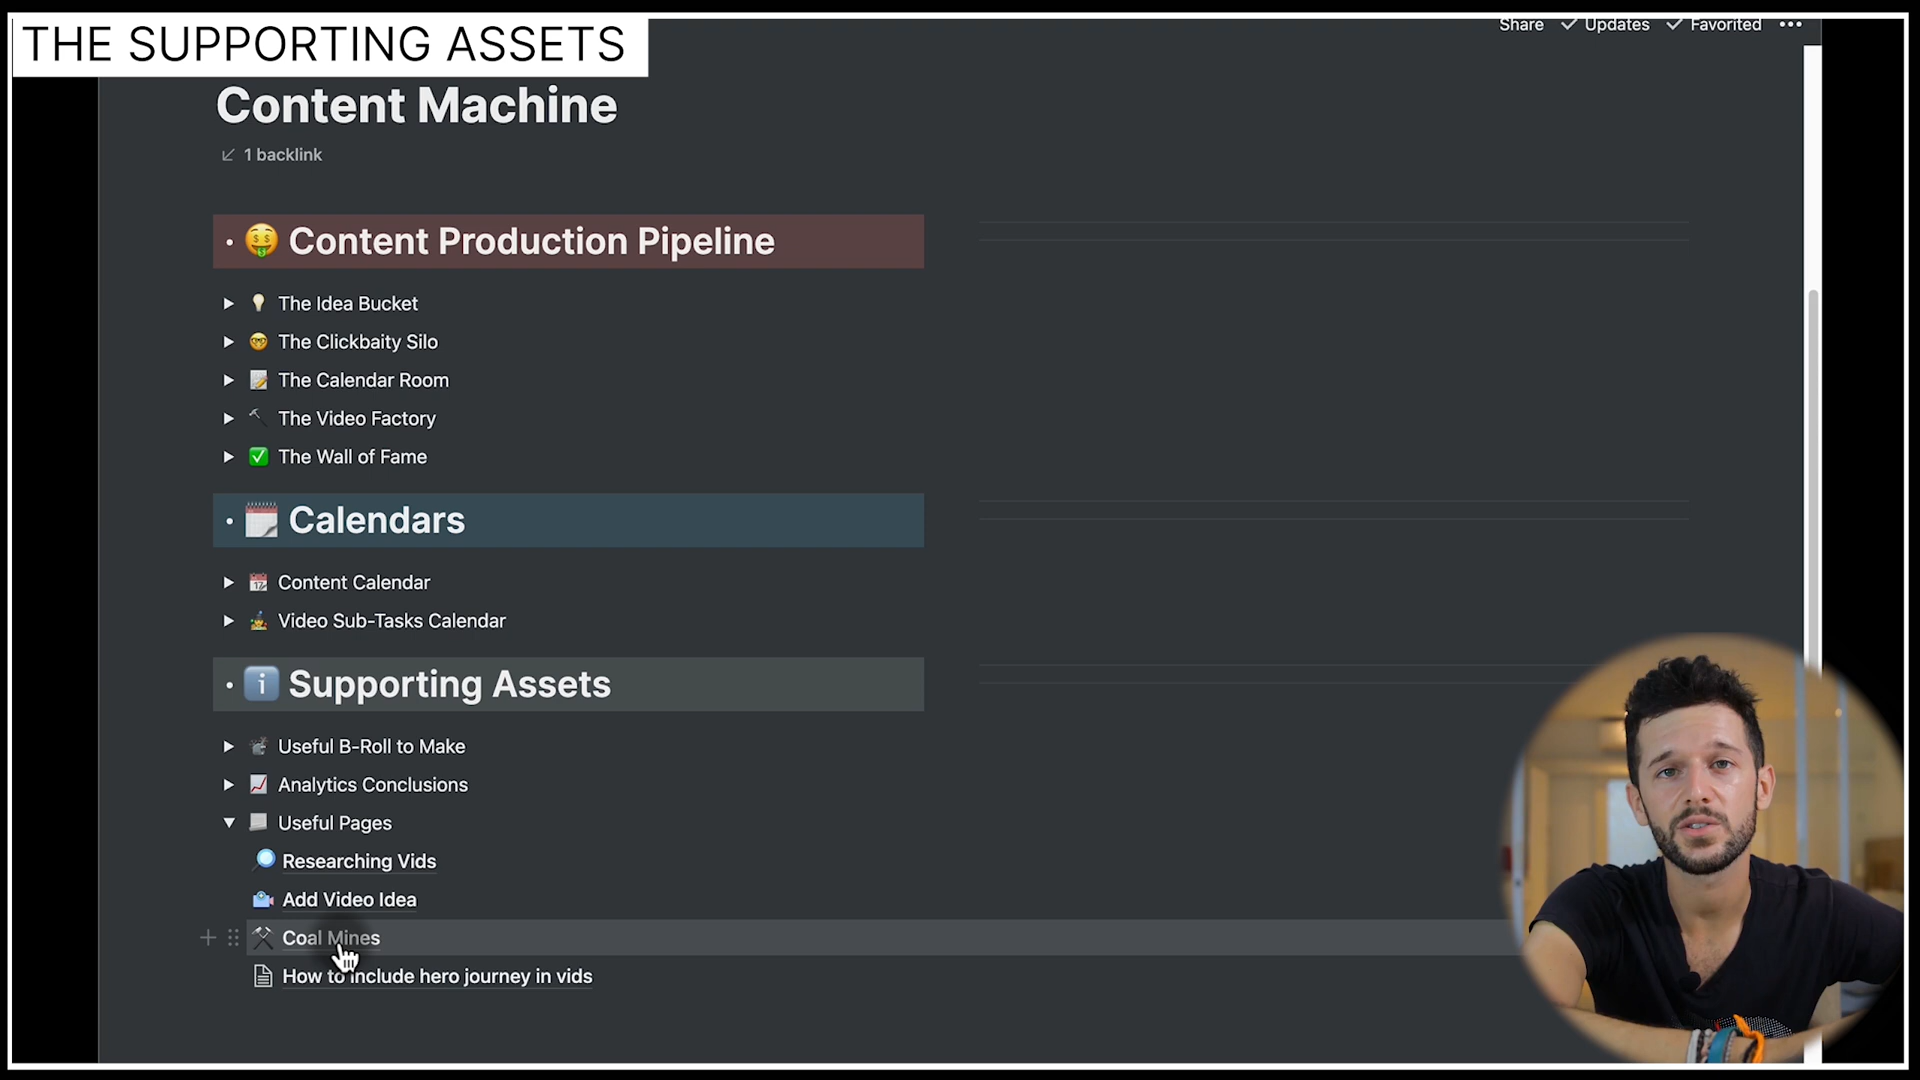 THE SUPPORTING ASSETS
Share Updates Favorited
Content Machine
1 backlink
Content Production Pipeline
The Idea Bucket
The Clickbaity Silo
The Calendar Room
The Video Factory
The Wall of Fame
Calendars
Content Calendar
Video Sub-Tasks Calendar
Supporting Assets
Useful B-Roll to Make
Analytics Conclusions
Useful Pages
Researching Vids
Add Video Idea
Coal Mines
How to include hero journey in vids